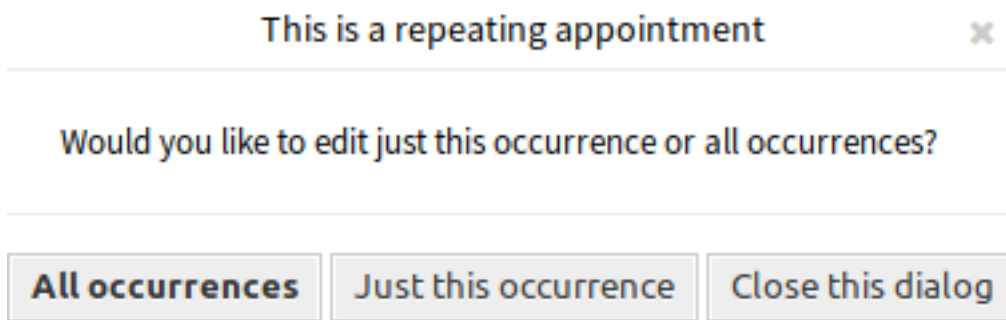 This is a repeating appointment
Would you like to edit just this occurrence or all occurrences?
All occurrences Just this occurrence Close this dialog